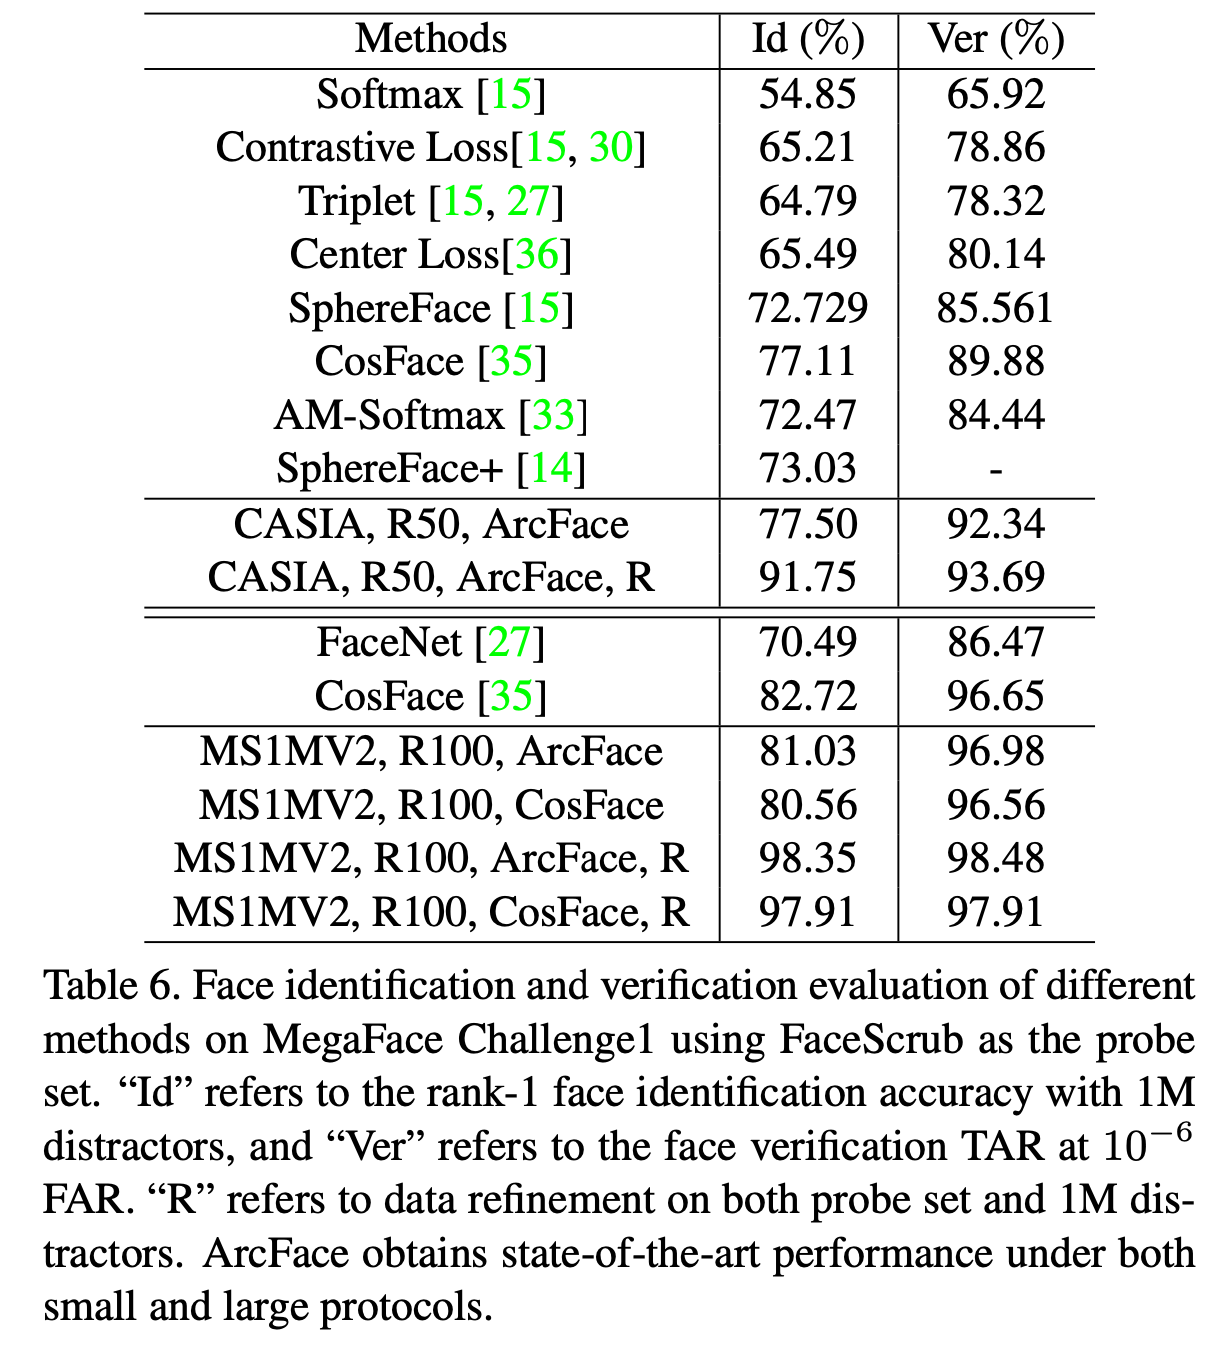 Methods Id (%) Ver (%)
Softmax [15] 54.85 65.92
Contrastive Loss[15, 30] 65.21 78.86
Triplet [15, 27] 64.79 78.32
Center Loss[36] 65.49 80.14
SphereFace [15] 72.729 85.561
CosFace [35] 77.11 89.88
AM-Softmax [33] 72.47 84.44
SphereFace+ [14] 73.03 -
CASIA, R50, ArcFace 77.50 92.34
CASIA, R50, ArcFace, R 91.75 93.69
FaceNet [27] 70.49 86.47
CosFace [35] 82.72 96.65
MS1MV2, R100, ArcFace 81.03 96.98
MS1MV2, R100, CosFace 80.56 96.56
MS1MV2, R100, ArcFace, R 98.35 98.48
MS1MV2, R100, CosFace, R 97.91 97.91
Table 6. Face identification and verification evaluation of different
methods on MegaFace Challenge1 using FaceScrub as the probe
set. “Id” refers to the rank-1 face identification accuracy with 1M
distractors, and “Ver” refers to the face verification TAR at 10⁻⁶
FAR. “R” refers to data refinement on both probe set and 1M dis-
tractors. ArcFace obtains state-of-the-art performance under both
small and large protocols.